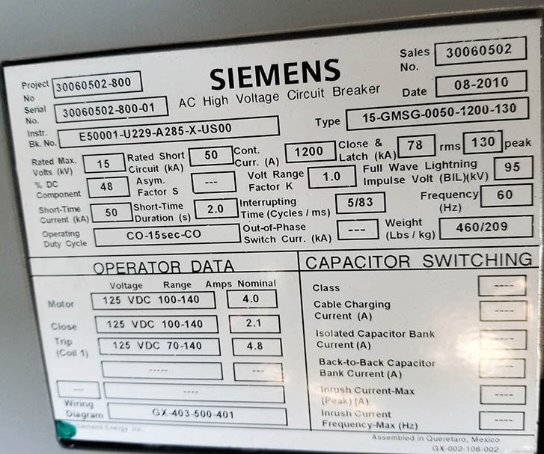 Project No 30060502-800
SIEMENS
Sales No. 30060502
Serial No. 30060502-800-01
AC High Voltage Circuit Breaker
Date 08-2010
Instr. Bk. No. E50001-U229-A285-X-US00
Type 15-GMSG-0050-1200-130
Rated Max. Volts (kV) 15 Rated Short Circuit (kA) 50 Cont. Curr. (A) 1200 Close & Latch (kA) 78 rms 130 peak
% DC Component 48 Asym. Factor S --- Volt Range Factor K 1.0 Full Wave Lightning Impulse Volt (BIL)(kV) 95
Short-Time Current (kA) 50 Short-Time Duration (s) 2.0 Interrupting Time (Cycles / ms) 5/83 Frequency (Hz) 60
Operating Duty Cycle CO-15sec-CO Out-of-Phase Switch Curr. (kA) --- Weight (Lbs / kg) 460/209
OPERATOR DATA
Voltage Range Amps Nominal
Motor 125 VDC 100-140 4.0
Close 125 VDC 100-140 2.1
Trip (Coil 1) 125 VDC 70-140 4.8
----- ---
--- ----
Wiring Diagram GX-403-500-401
Siemens Energy, Inc.
CAPACITOR SWITCHING
Class ----
Cable Charging Current (A) ----
Isolated Capacitor Bank Current (A) ----
Back-to-Back Capacitor Bank Current (A) ----
Inrush Current-Max (Peak) (A) ----
Inrush Current Frequency-Max (Hz) ----
Assembled in Queretaro, Mexico
GX-002-108-002